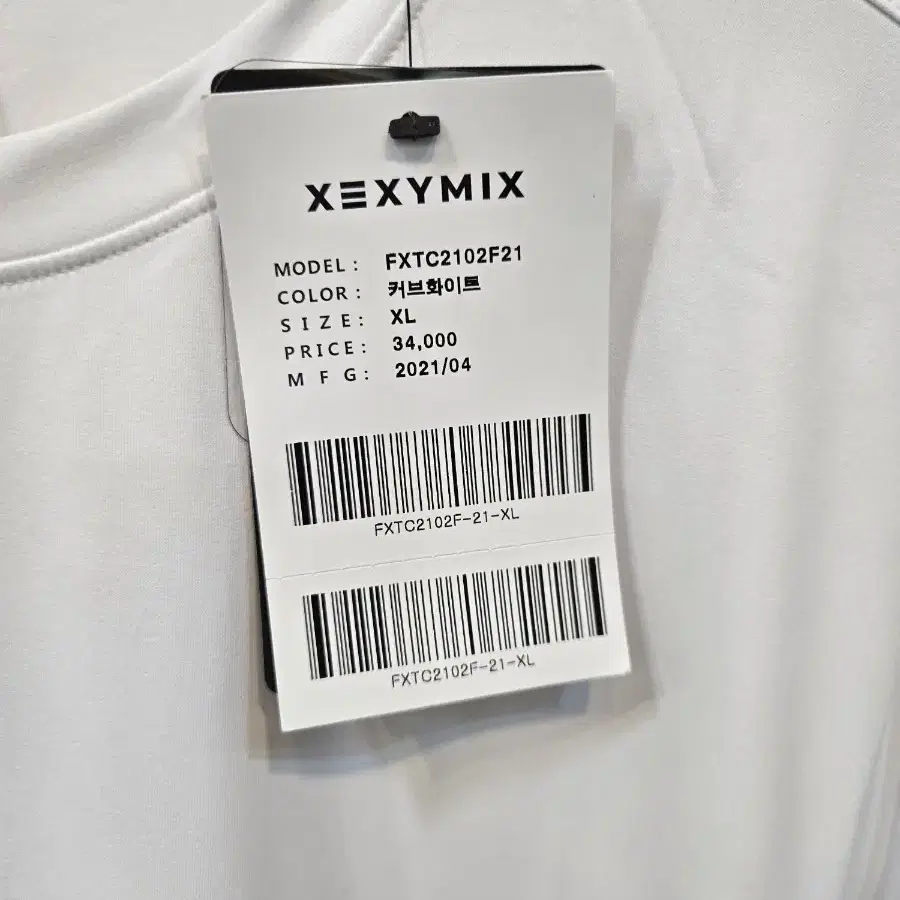 XEXYMIX
MODEL : FXTC2102F21
COLOR : 커브화이트
SIZE : XL
PRICE : 34,000
MFG : 2021/04
FXTC2102F-21-XL
FXTC2102F-21-XL